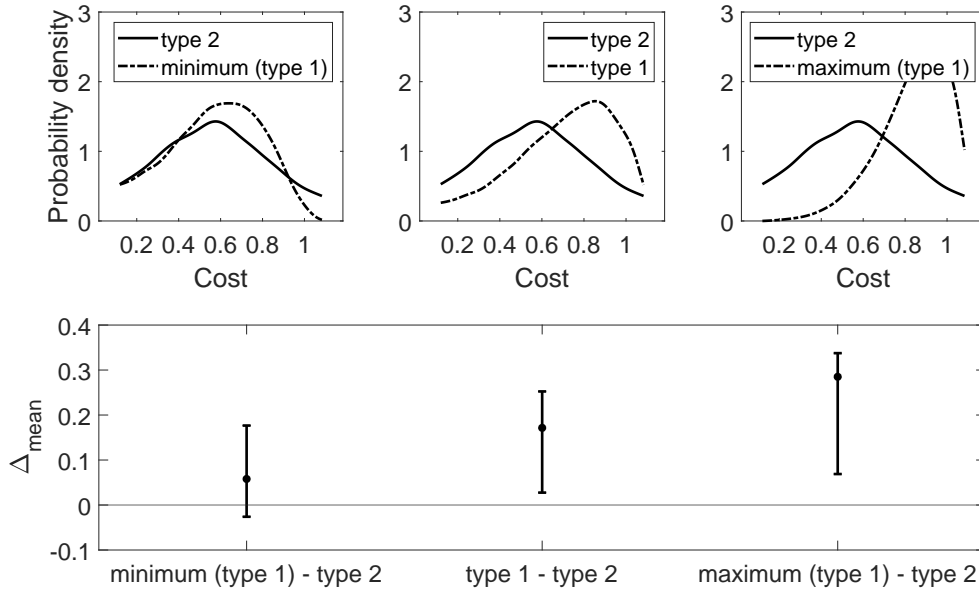 3
2
1
0
Probability density
type 2
minimum (type 1)
0.2 0.4 0.6 0.8 1
Cost
3
2
1
0
type 2
type 1
0.2 0.4 0.6 0.8 1
Cost
3
2
1
0
type 2
maximum (type 1)
0.2 0.4 0.6 0.8 1
Cost
0.4
0.3
0.2
0.1
0
-0.1
Δmean
minimum (type 1) - type 2
type 1 - type 2
maximum (type 1) - type 2